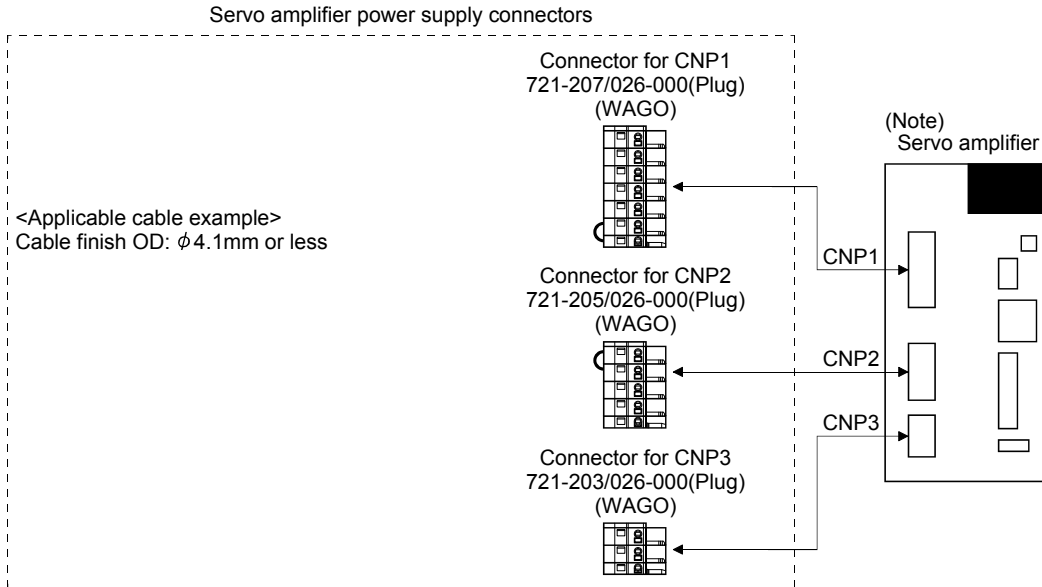 Servo amplifier power supply connectors
Connector for CNP1
721-207/026-000(Plug)
(WAGO)
(Note)
Servo amplifier
<Applicable cable example>
Cable finish OD: ϕ4.1mm or less
CNP1
Connector for CNP2
721-205/026-000(Plug)
(WAGO)
CNP2
CNP3
Connector for CNP3
721-203/026-000(Plug)
(WAGO)